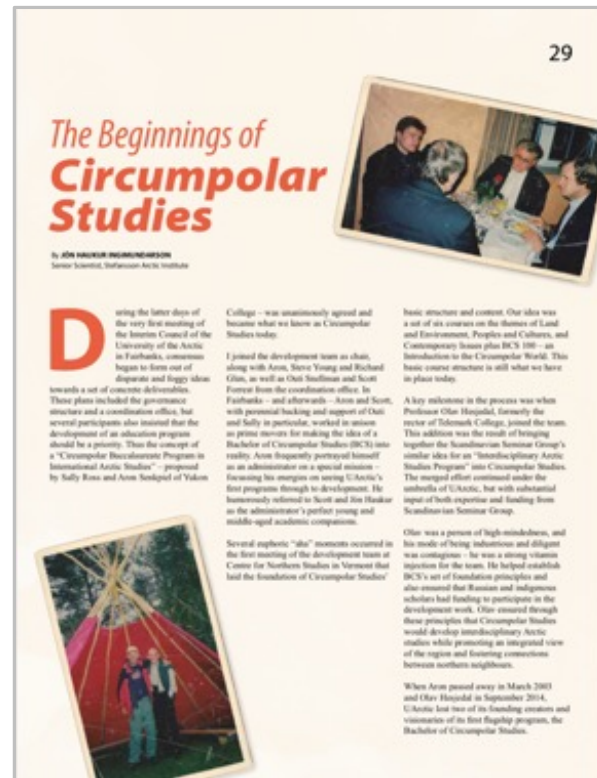 29
The Beginnings of
Circumpolar
Studies
By JÓN HAUKUR INGIMUNDARSON
Senior Scientist, Stefansson Arctic Institute
During the latter days of
the very first meeting of
the Interim Council of the
University of the Arctic
in Fairbanks, consensus
began to form out of
disparate and foggy ideas
towards a set of concrete deliverables.
These plans included the governance
structure and a coordination office, but
several participants also insisted that the
development of an education program
should be a priority. Thus the concept of
a "Circumpolar Baccalaureate Program in
International Arctic Studies" – proposed
by Sally Ross and Aron Senkpiel of Yukon
College – was unanimously agreed and
became what we know as Circumpolar
Studies today.
I joined the development team as chair,
along with Aron, Steve Young and Richard
Glas, as well as Outi Snellman and Scott
Forrest from the coordination office. In
Fairbanks – and afterwards – Aron and Scott,
with perennial backing and support of Outi
and Sally in particular, worked in unison
as prime movers for making the idea of a
Bachelor of Circumpolar Studies (BCS) into
reality. Aron frequently portrayed himself
as an administrator on a special mission –
focussing his energies on seeing UArctic's
first programs through to development. He
humorously referred to Scott and Jón Haukur
as the administrator's perfect young and
middle-aged academic companions.
Several euphoric "aha" moments occurred in
the first meeting of the development team at
Centre for Northern Studies in Vermont that
laid the foundation of Circumpolar Studies'
basic structure and content. Our idea was
a set of six courses on the themes of Land
and Environment, Peoples and Cultures, and
Contemporary Issues plus BCS 100 – an
Introduction to the Circumpolar World. This
basic course structure is still what we have
in place today.
A key milestone in the process was when
Professor Olav Hesjedal, formerly the
rector of Telemark College, joined the team.
This addition was the result of bringing
together the Scandinavian Seminar Group's
similar idea for an "Interdisciplinary Arctic
Studies Program" into Circumpolar Studies.
The merged effort continued under the
umbrella of UArctic, but with substantial
input of both expertise and funding from
Scandinavian Seminar Group.
Olav was a person of high-mindedness, and
his mode of being industrious and diligent
was contagious – he was a strong vitamin
injection for the team. He helped establish
BCS's set of foundation principles and
also ensured that Russian and indigenous
scholars had funding to participate in the
development work. Olav ensured through
these principles that Circumpolar Studies
would develop interdisciplinary Arctic
studies while promoting an integrated view
of the region and fostering connections
between northern neighbours.
When Aron passed away in March 2003
and Olav Hesjedal in September 2014,
UArctic lost two of its founding creators and
visionaries of its first flagship program, the
Bachelor of Circumpolar Studies.